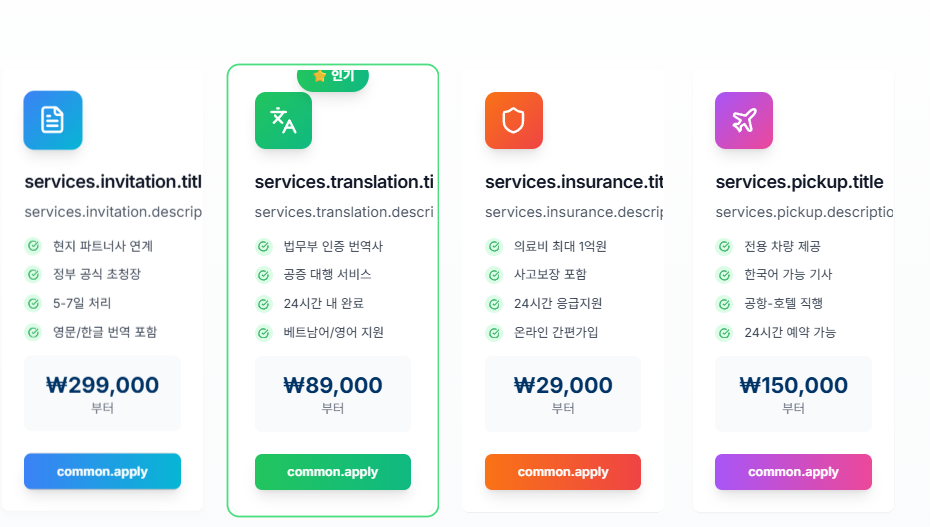 services.invitation.titl
services.invitation.descrip
현지 파트너사 연계
정부 공식 초청장
5-7일 처리
영문/한글 번역 포함
₩299,000
부터
common.apply
인기
services.translation.ti
services.translation.descri
법무부 인증 번역사
공증 대행 서비스
24시간 내 완료
베트남어/영어 지원
₩89,000
부터
common.apply
services.insurance.tit
services.insurance.descrip
의료비 최대 1억원
사고보장 포함
24시간 응급지원
온라인 간편가입
₩29,000
부터
common.apply
services.pickup.title
services.pickup.descriptio
전용 차량 제공
한국어 가능 기사
공항-호텔 직행
24시간 예약 가능
₩150,000
부터
common.apply